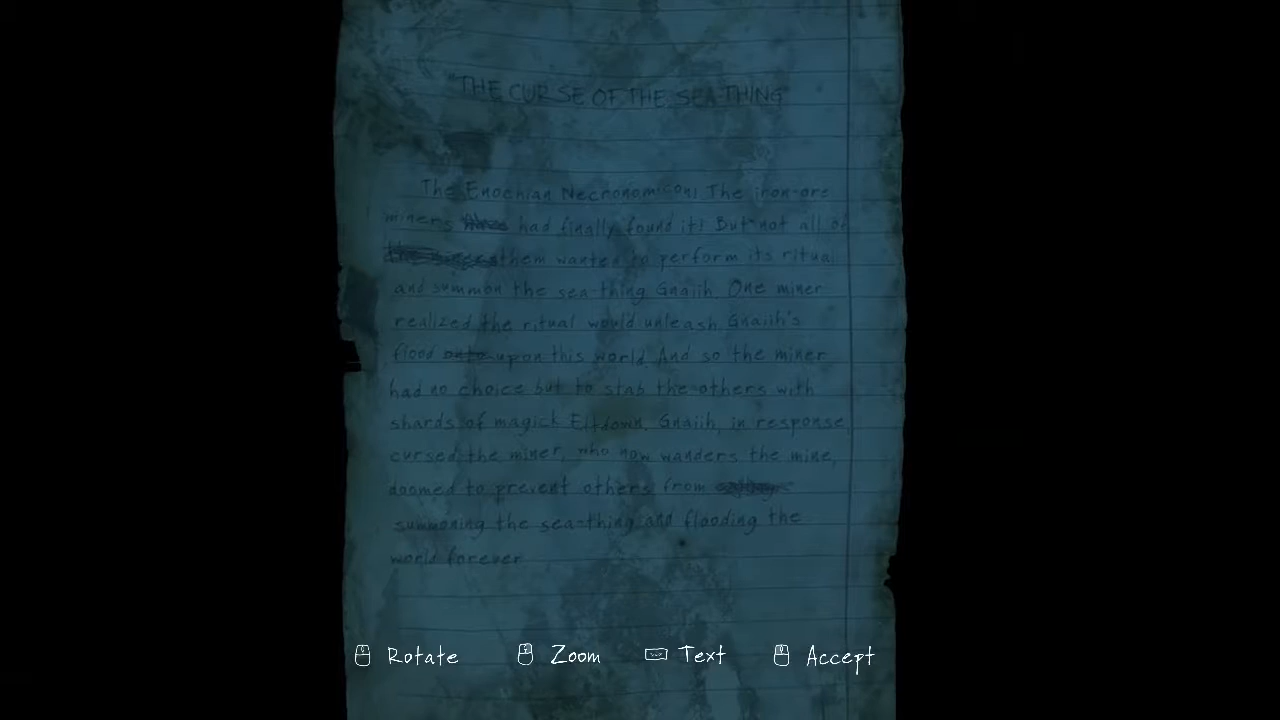 "THE CURSE OF THE SEA-THING
The Enochian Necronomicon! The iron-ore
miners had finally found it! But not all of
them wanted to perform its ritual
and summon the sea-thing Gnaiih. One miner
realized the ritual would unleash Gnaiih's
flood onto upon this world. And so the miner
had no choice but to stab the others with
shards of magick Eltdown. Gnaiih, in response,
cursed the miner, who now wanders the mine,
doomed to prevent others from
summoning the sea-thing and flooding the
world forever
Rotate Zoom Text Accept